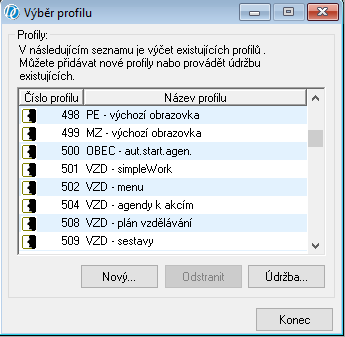 Výběr profilu
Profily:
V následujícím seznamu je výčet existujících profilů .
Můžete přidávat nové profily nabo provádět údržbu
existujících.
Číslo profilu Název profilu
498 PE - výchozí obrazovka
499 MZ - výchozí obrazovka
500 OBEC - aut.start.agen.
501 VZD - simpleWork
502 VZD - menu
504 VZD - agendy k akcím
508 VZD - plán vzdělávání
509 VZD - sestavy
Nový... Odstranit Údržba...
Konec